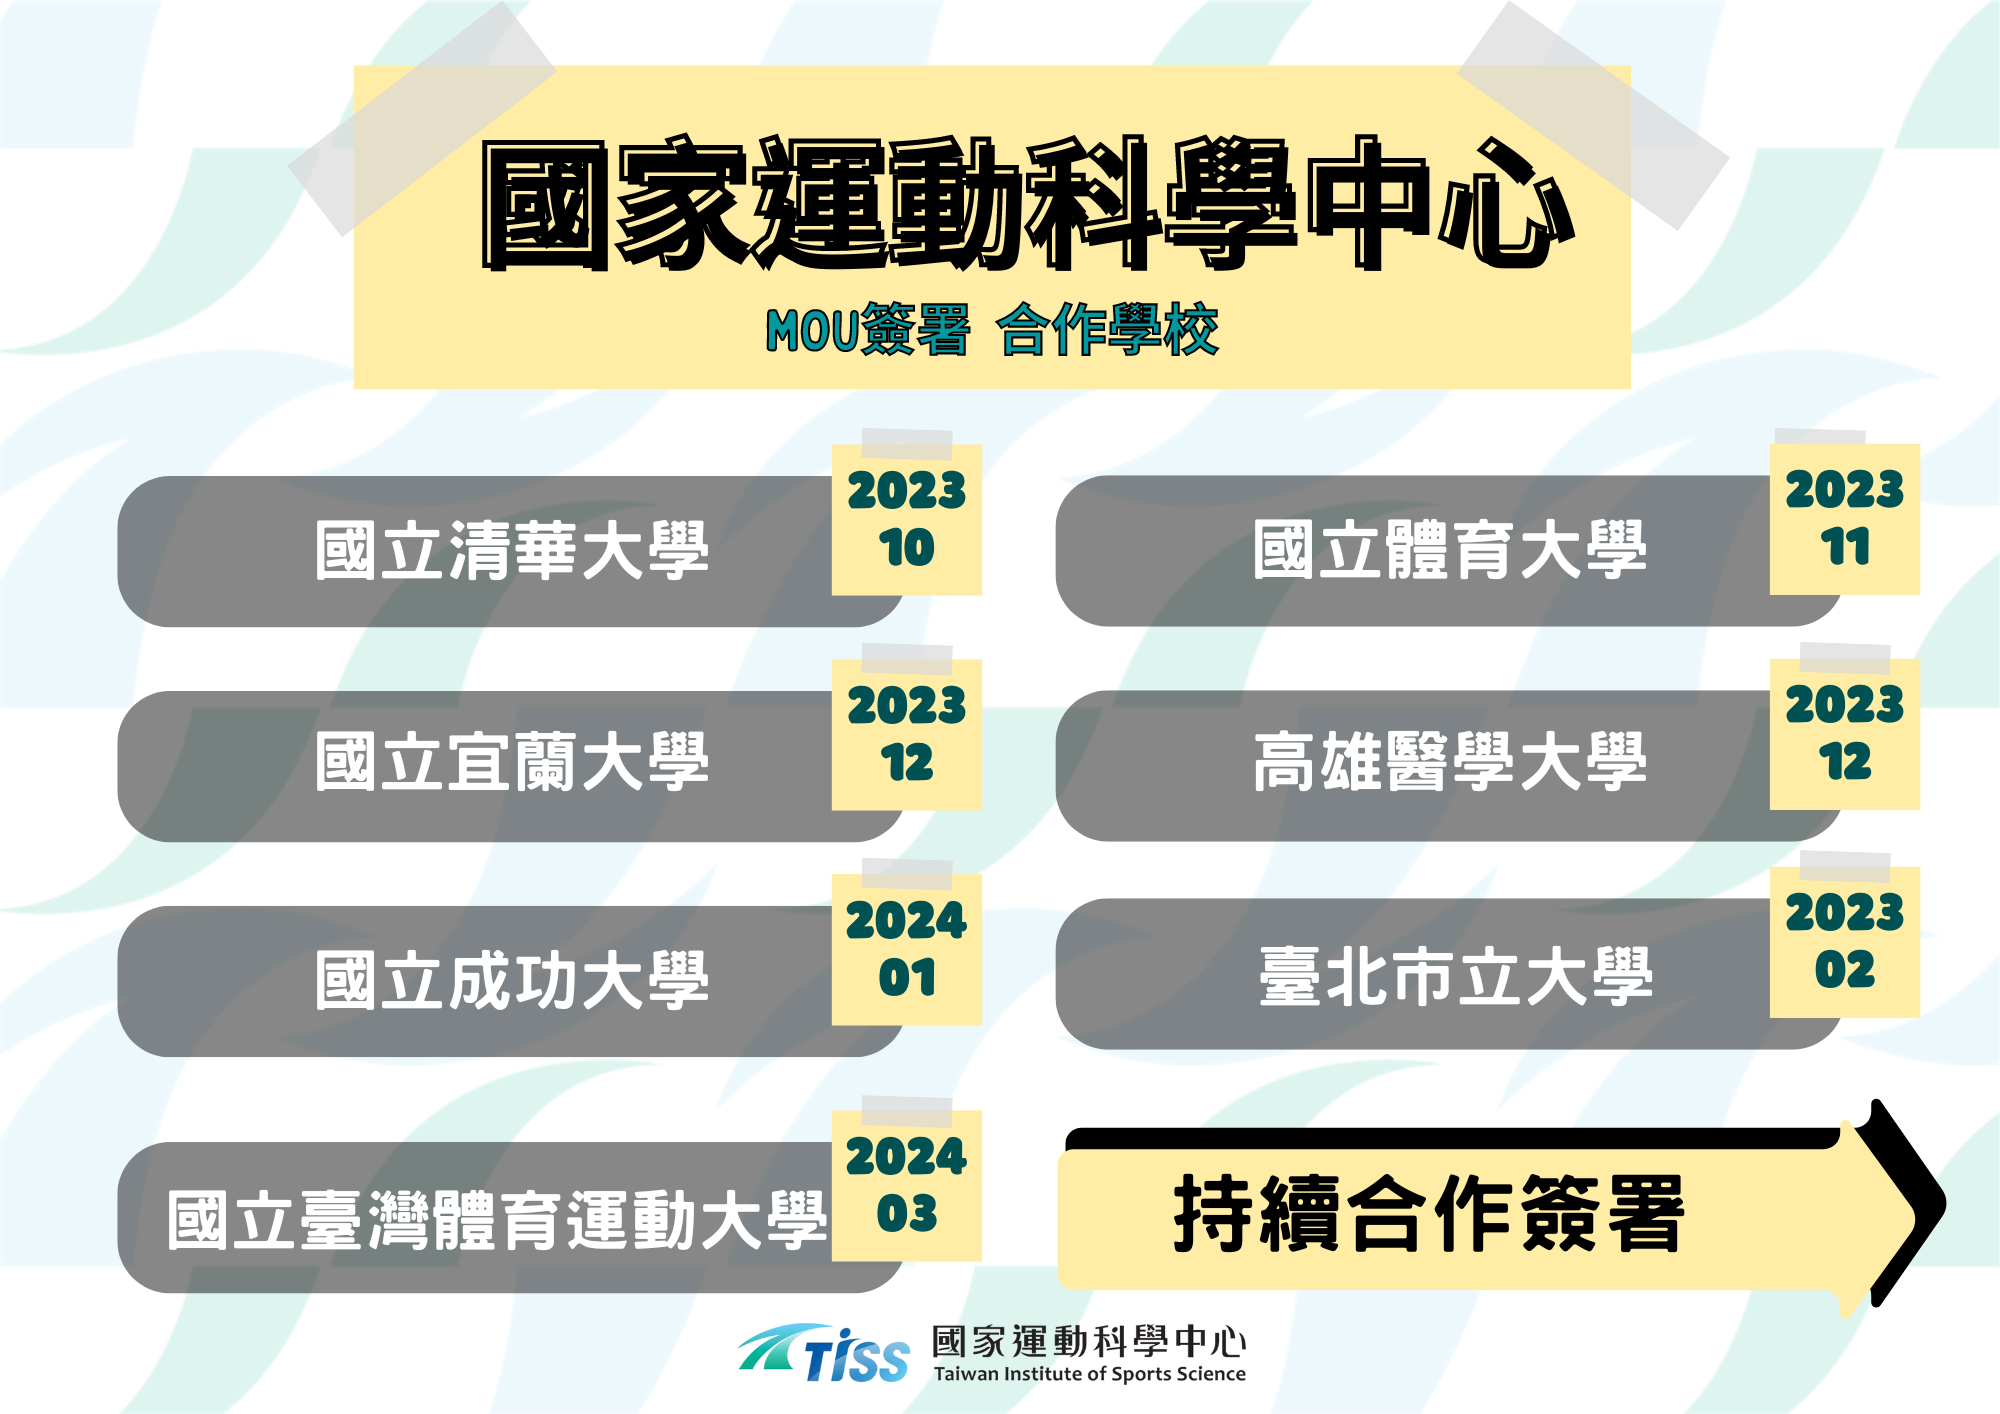 國家運動科學中心
MOU簽署 合作學校
國立清華大學
2023
10
國立體育大學
2023
11
國立宜蘭大學
2023
12
高雄醫學大學
2023
12
國立成功大學
2024
01
臺北市立大學
2023
02
國立臺灣體育運動大學
2024
03
持續合作簽署
TiSS
國家運動科學中心
Taiwan Institute of Sports Science